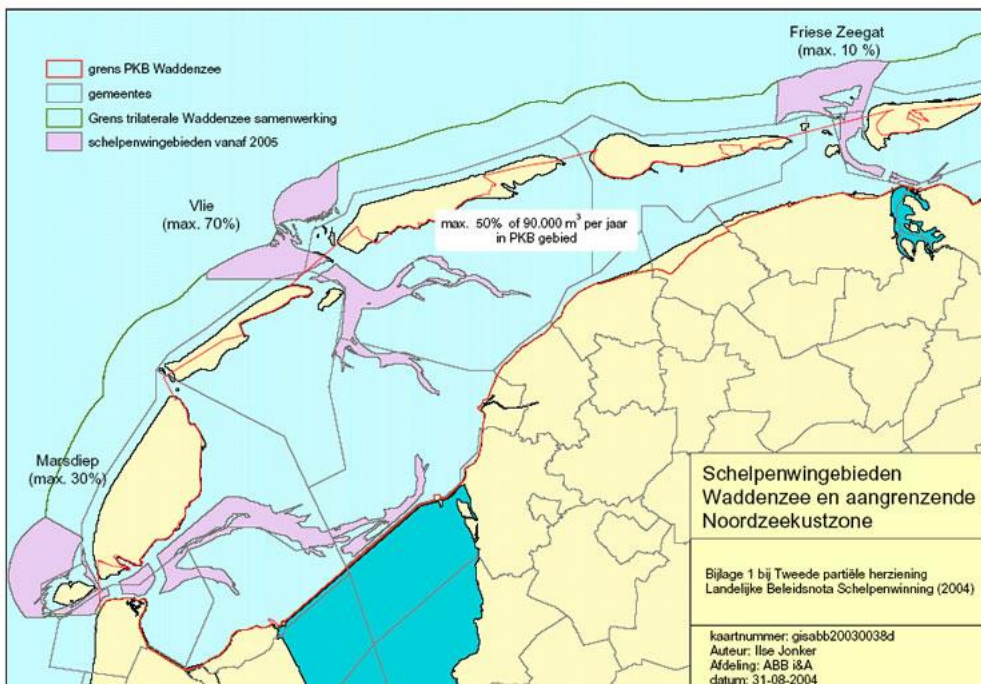 grens PKB Waddenzee
gemeentes
Grens trilaterale Waddenzee samenwerking
schelpenwingebieden vanaf 2005
Friese Zeegat
(max. 10 %)
Vlie
(max. 70%)
max. 50% of 90.000 m³ per jaar
in PKB gebied
Marsdiep
(max. 30%)
Schelpenwingebieden
Waddenzee en aangrenzende
Noordzeekustzone
Bijlage 1 bij Tweede partiële herziening
Landelijke Beleidsnota Schelpenwinning (2004)
kaartnummer: gisabb20030038d
Auteur: Ilse Jonker
Afdeling: ABB i&A
datum: 31-08-2004